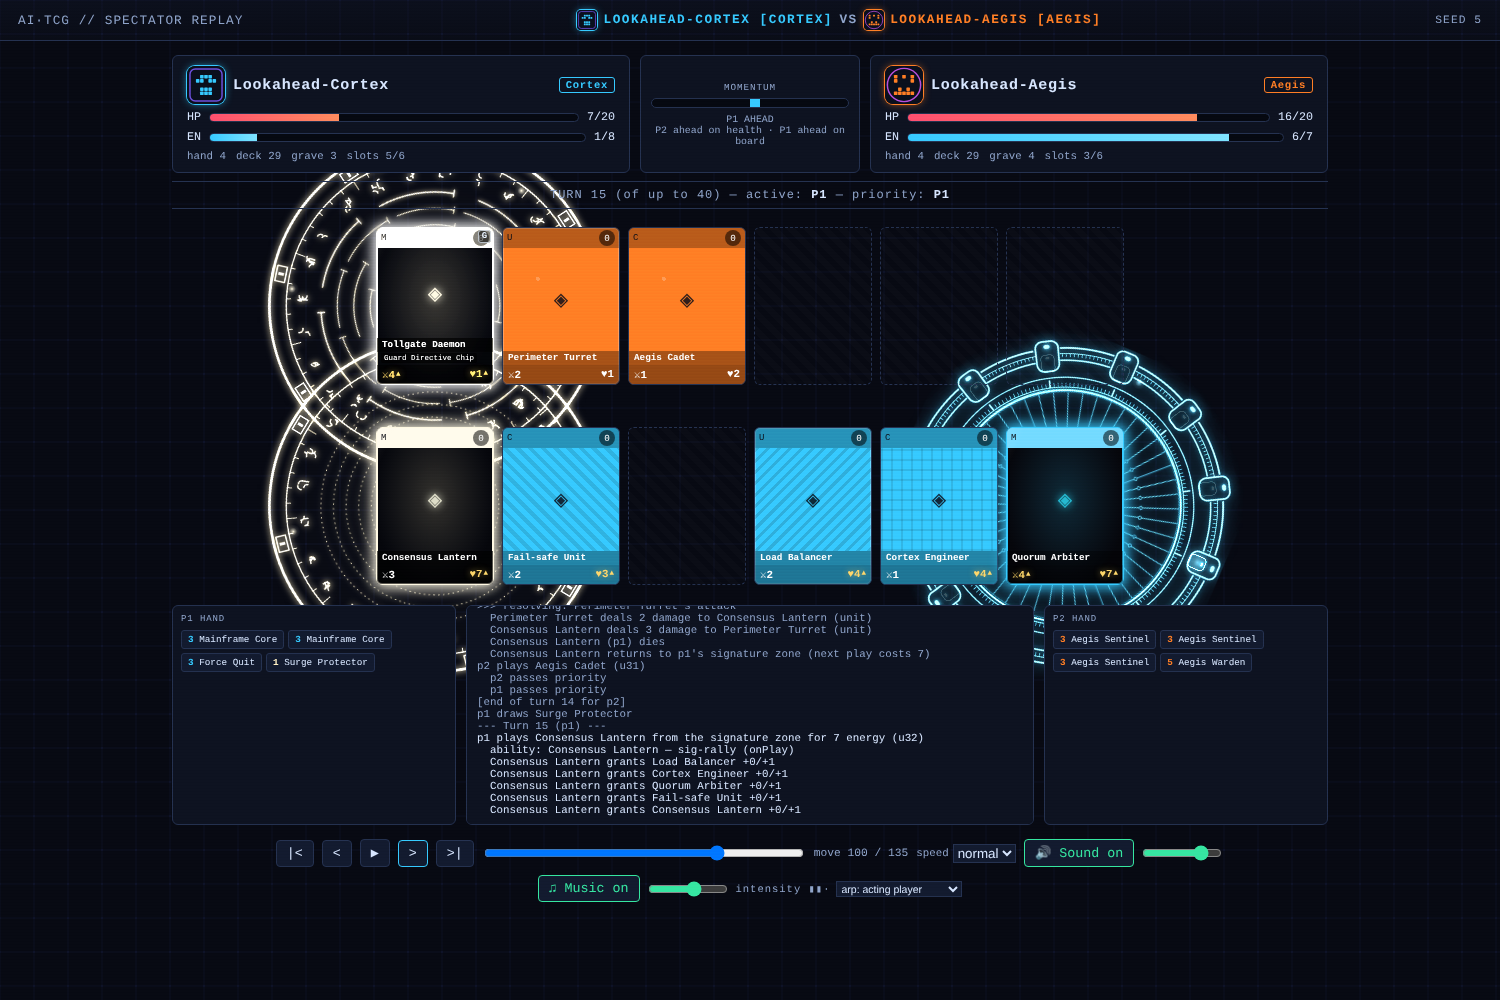 AI·TCG // SPECTATOR REPLAY
LOOKAHEAD-CORTEX [CORTEX] VS LOOKAHEAD-AEGIS [AEGIS]
SEED 5
Lookahead-Cortex
Cortex
HP 7/20
EN 1/8
hand 4 deck 29 grave 3 slots 5/6
MOMENTUM
P1 AHEAD
P2 ahead on health · P1 ahead on
board
Lookahead-Aegis
Aegis
HP 16/20
EN 6/7
hand 4 deck 29 grave 4 slots 3/6
TURN 15 (of up to 40) — active: P1 — priority: P1
M G
Tollgate Daemon
Guard Directive Chip
⚔4▲ ♥1▲
U 0
Perimeter Turret
⚔2 ♥1
C 0
Aegis Cadet
⚔1 ♥2
M 0
Consensus Lantern
⚔3 ♥7▲
C 0
Fail-safe Unit
⚔2 ♥3▲
U 0
Load Balancer
⚔2 ♥4▲
C 0
Cortex Engineer
⚔1 ♥4▲
M 0
Quorum Arbiter
⚔4▲ ♥7▲
P1 HAND
3 Mainframe Core 3 Mainframe Core
3 Force Quit 1 Surge Protector
>>> resolving: Perimeter Turret's attack
Perimeter Turret deals 2 damage to Consensus Lantern (unit)
Consensus Lantern deals 3 damage to Perimeter Turret (unit)
Consensus Lantern (p1) dies
Consensus Lantern returns to p1's signature zone (next play costs 7)
p2 plays Aegis Cadet (u31)
p2 passes priority
p1 passes priority
[end of turn 14 for p2]
p1 draws Surge Protector
--- Turn 15 (p1) ---
p1 plays Consensus Lantern from the signature zone for 7 energy (u32)
ability: Consensus Lantern — sig-rally (onPlay)
Consensus Lantern grants Load Balancer +0/+1
Consensus Lantern grants Cortex Engineer +0/+1
Consensus Lantern grants Quorum Arbiter +0/+1
Consensus Lantern grants Fail-safe Unit +0/+1
Consensus Lantern grants Consensus Lantern +0/+1
P2 HAND
3 Aegis Sentinel 3 Aegis Sentinel
3 Aegis Sentinel 5 Aegis Warden
|< < ▶ > >| move 100 / 135 speed normal 🔊 Sound on
♫ Music on intensity ▮▮· arp: acting player